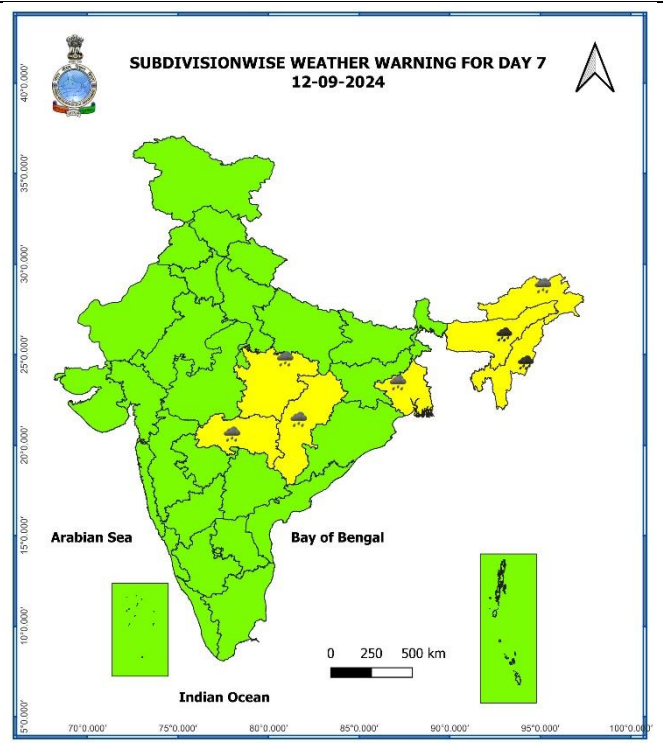 SUBDIVISIONWISE WEATHER WARNING FOR DAY 7
12-09-2024
40°0.000'
35°0.000'
30°0.000'
25°0.000'
20°0.000'
15°0.000'
10°0.000'
5°0.000'
Arabian Sea
Bay of Bengal
0 250 500 km
Indian Ocean
70°0.000' 75°0.000' 80°0.000' 85°0.000' 90°0.000' 95°0.000' 100°0.000'